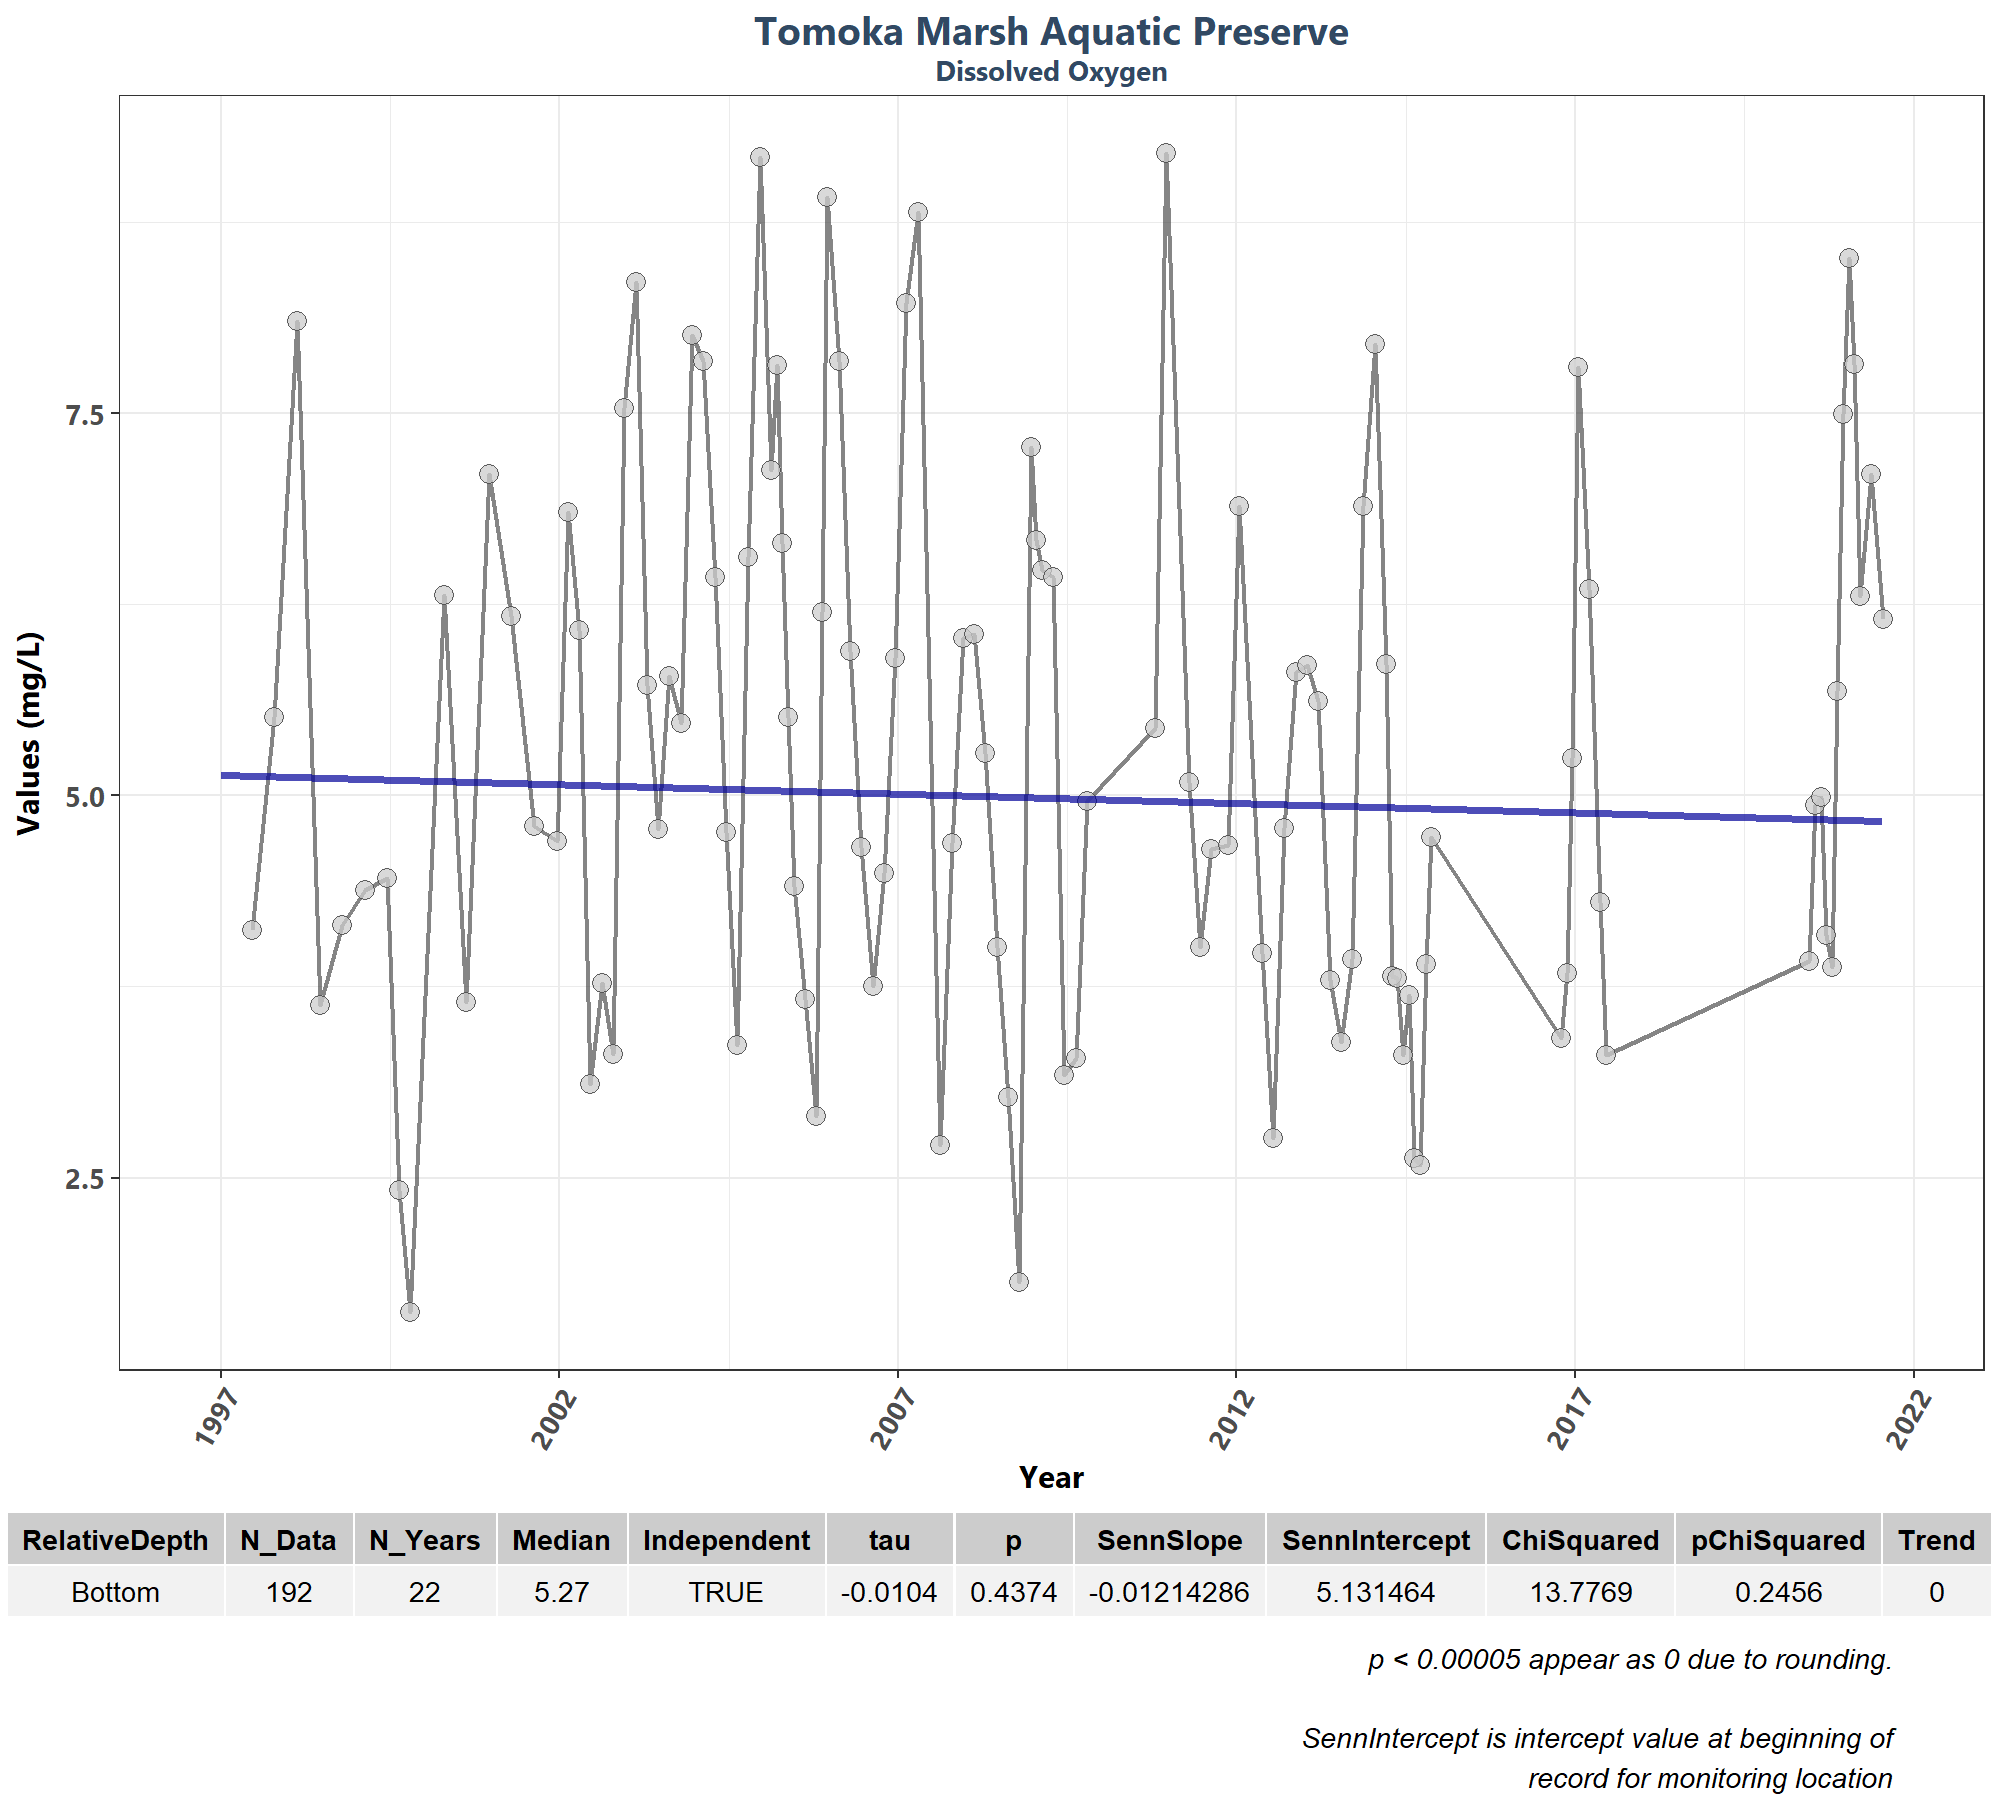 Tomoka Marsh Aquatic Preserve
Dissolved Oxygen
Values (mg/L)
7.5
5.0
2.5
1997 2002 2007 2012 2017 2022
Year
RelativeDepth N_Data N_Years Median Independent tau p SennSlope SennIntercept ChiSquared pChiSquared Trend
Bottom 192 22 5.27 TRUE -0.0104 0.4374 -0.01214286 5.131464 13.7769 0.2456 0
p < 0.00005 appear as 0 due to rounding.
SennIntercept is intercept value at beginning of
record for monitoring location